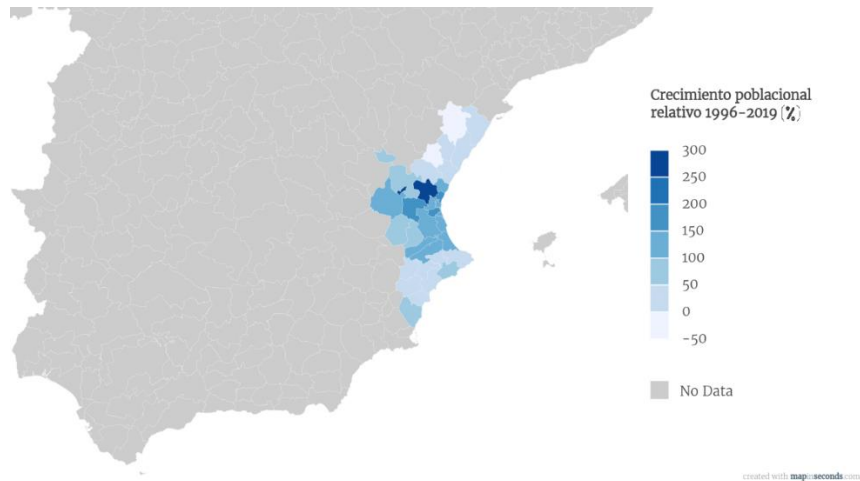 Crecimiento poblacional
relativo 1996-2019 (%)
300
250
200
150
100
50
0
-50
No Data
created with mapinseconds.com